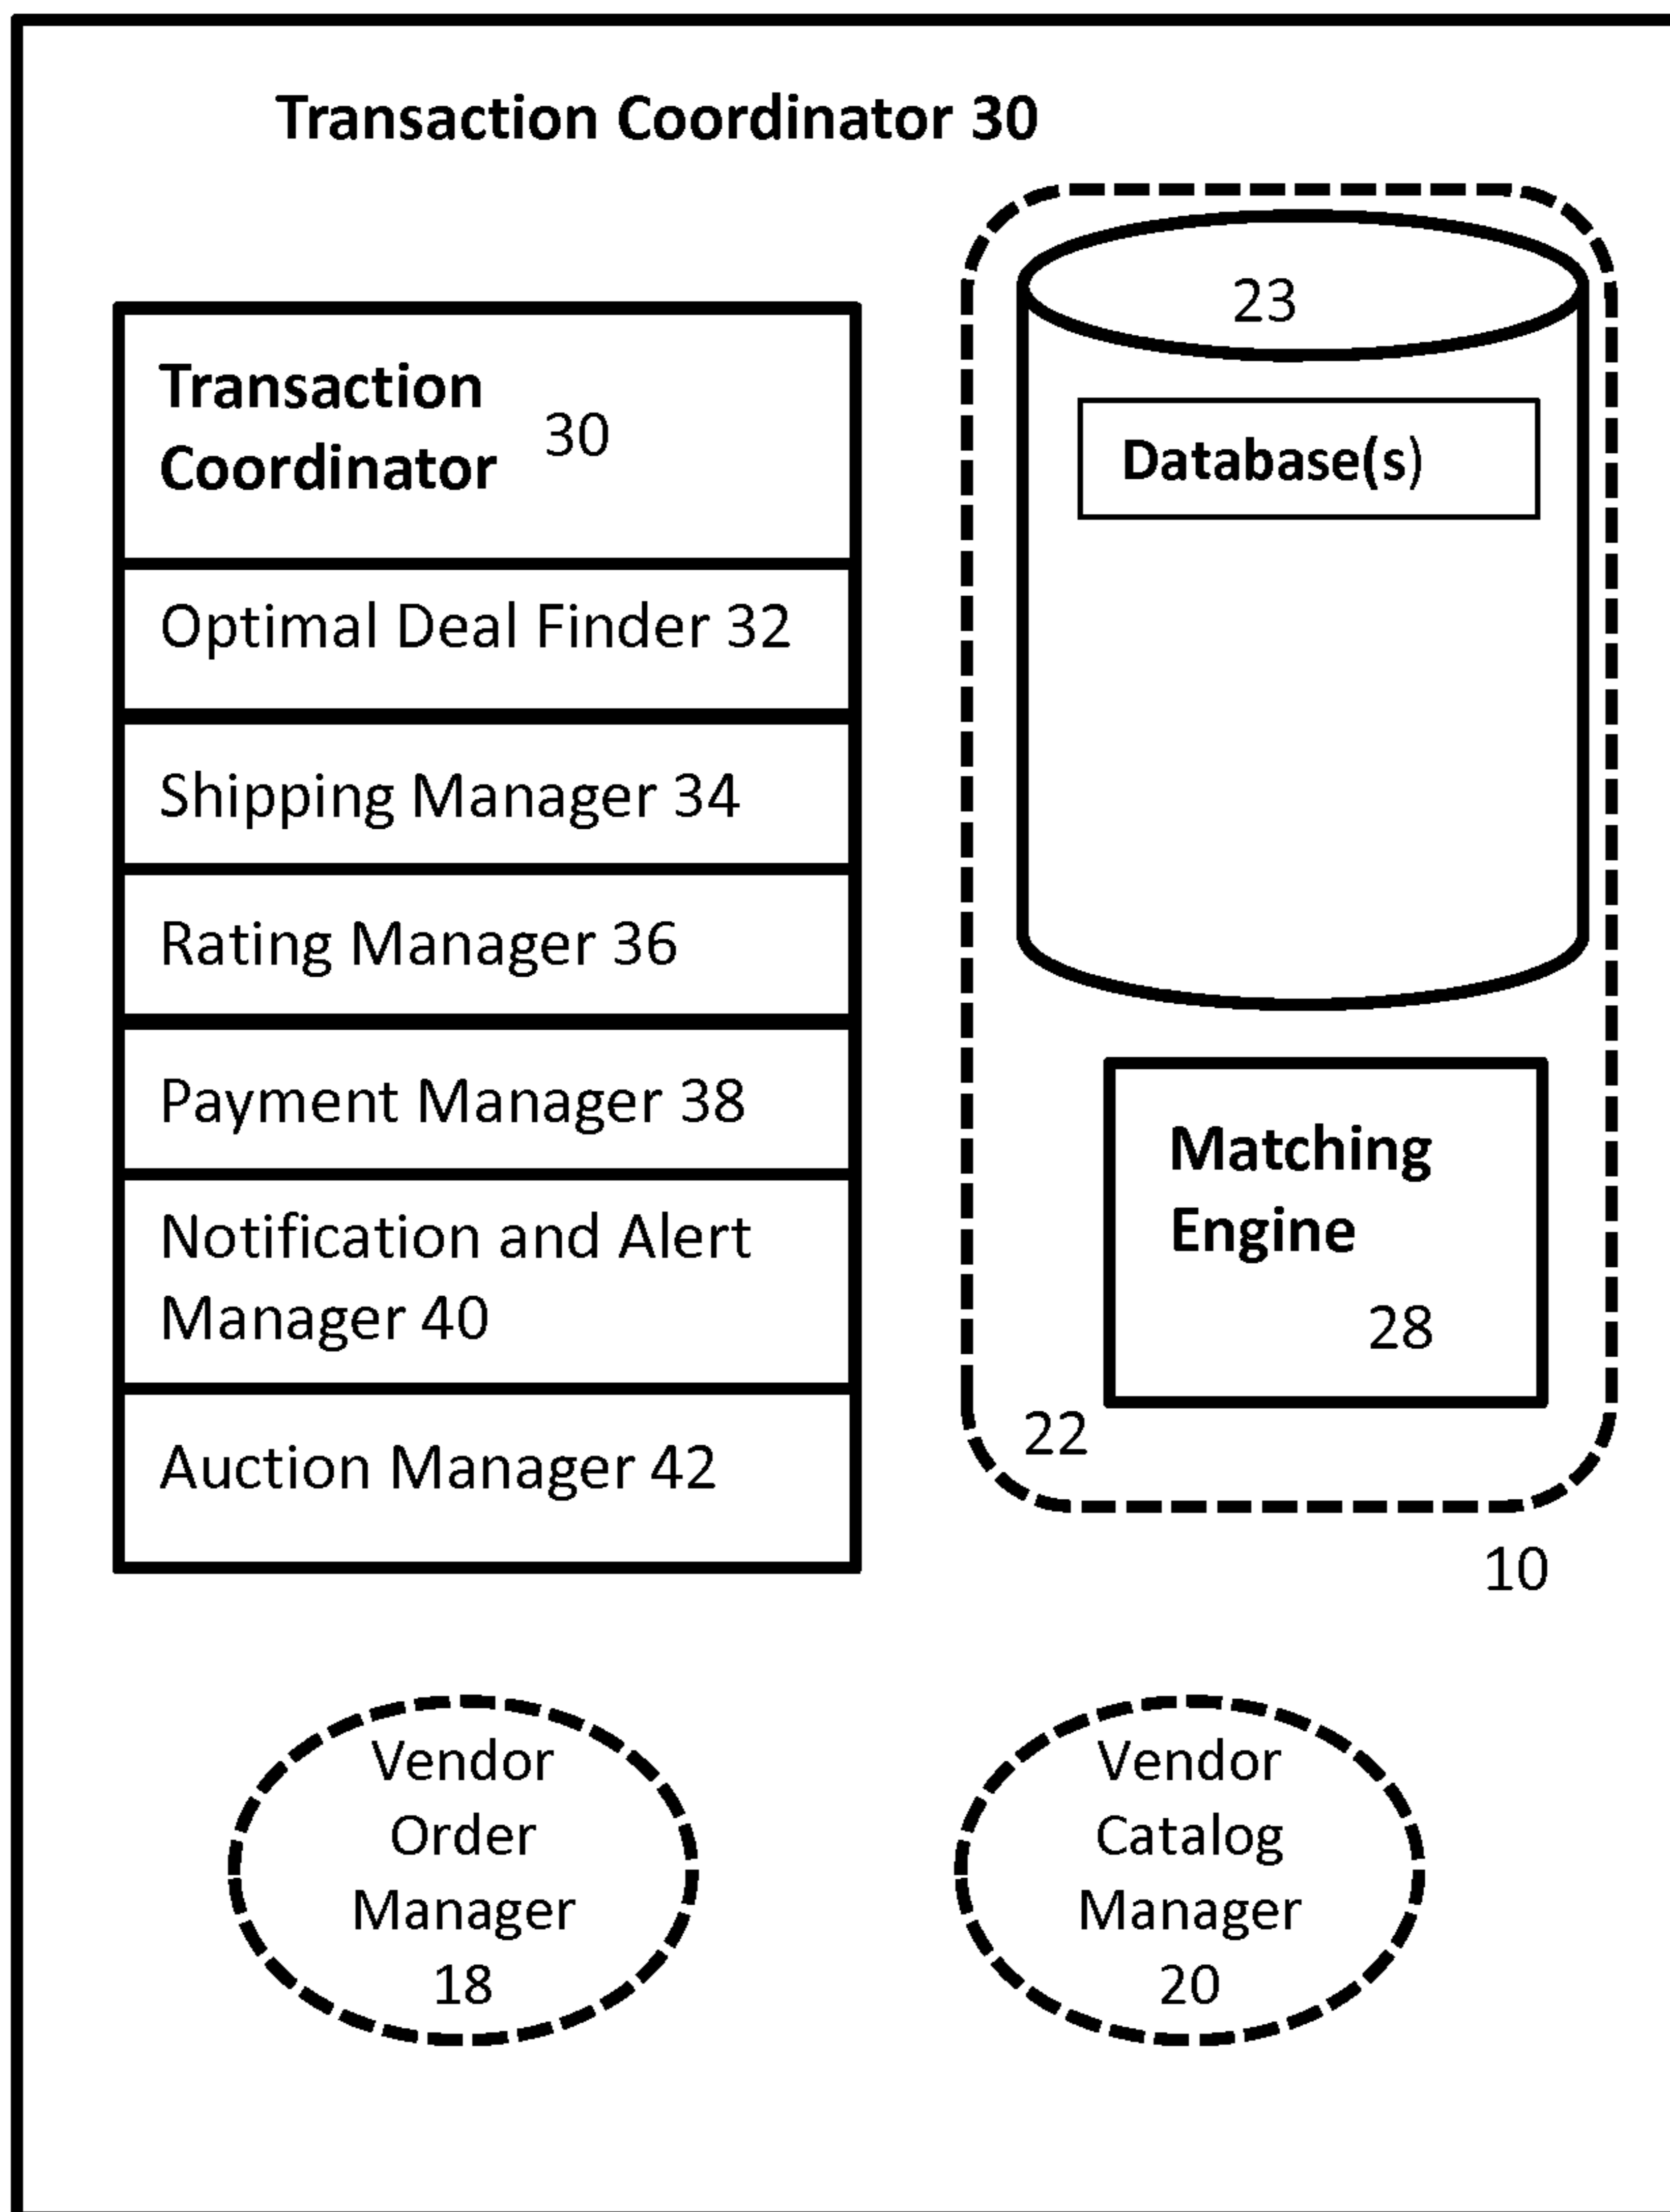 Transaction Coordinator 30
Transaction
Coordinator
30
Optimal Deal Finder 32
Shipping Manager 34
Rating Manager 36
Payment Manager 38
Notification and Alert
Manager 40
Auction Manager 42
23
Database(s)
Matching
Engine
28
22
10
Vendor
Order
Manager
18
Vendor
Catalog
Manager
20